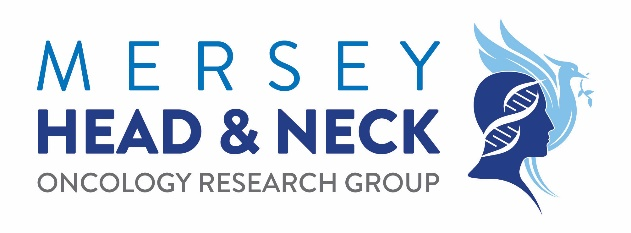 MERSEY
HEAD & NECK
ONCOLOGY RESEARCH GROUP